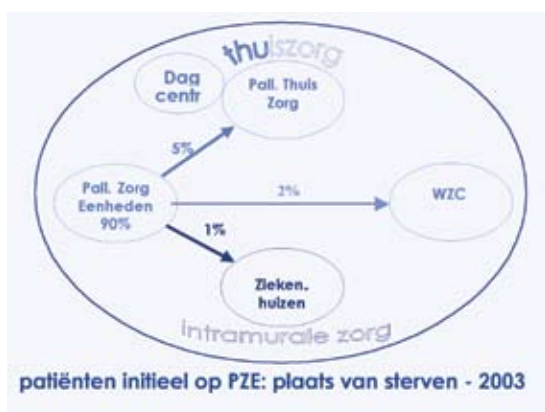 thuiszorg
Dag
centr
Pall. Thuis
Zorg
5%
Pall. Zorg
Eenheden
90%
2%
WZC
1%
Zieken.
huizen
intramurale zorg
patiënten initieel op PZE: plaats van sterven - 2003